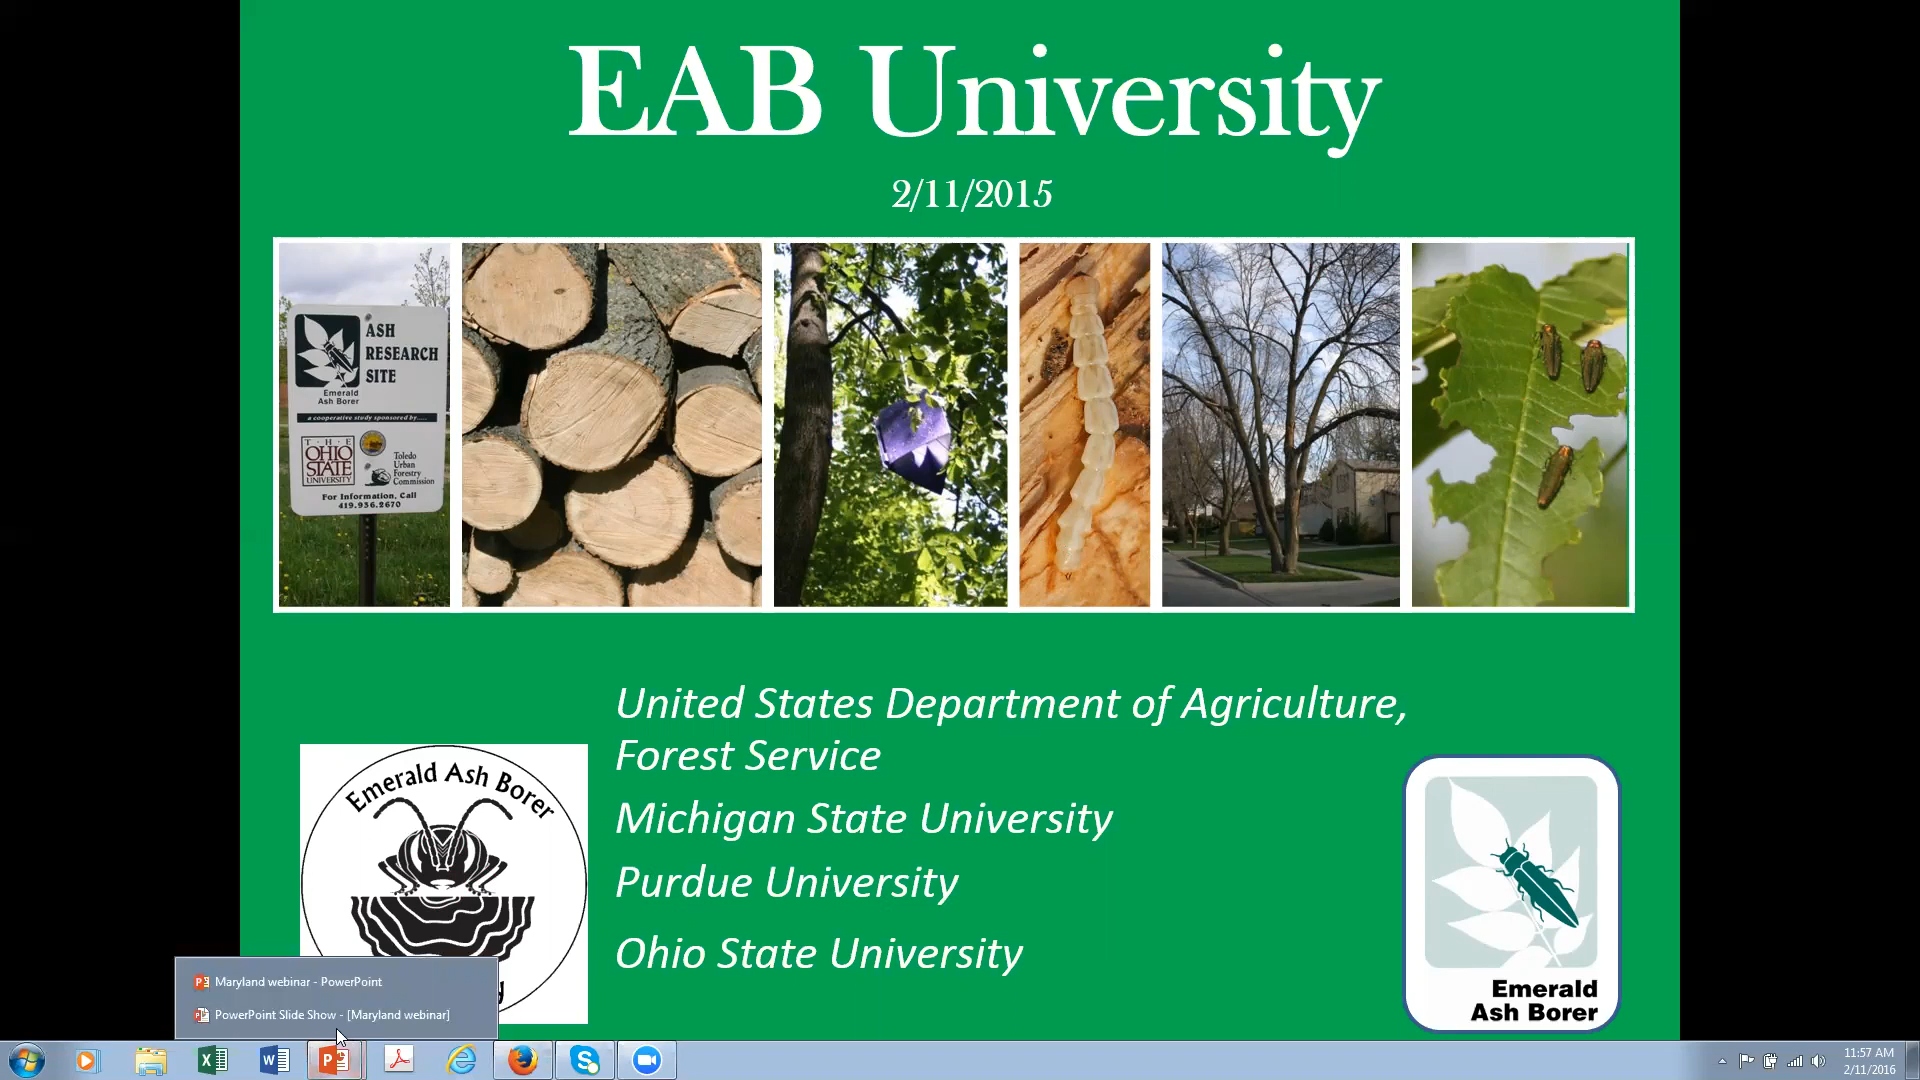 EAB University
2/11/2015
ASH
RESEARCH
SITE
Emerald
Ash Borer
a cooperative study sponsored by.....
T·H·E
OHIO
STATE
UNIVERSITY
Toledo
Urban
Forestry
Commission
For Information, Call
419.936.2670
United States Department of Agriculture,
Forest Service
Michigan State University
Purdue University
Ohio State University
Emerald Ash Borer
Emerald
Ash Borer
Maryland webinar - PowerPoint
PowerPoint Slide Show - [Maryland webinar]
11:57 AM
2/11/2016